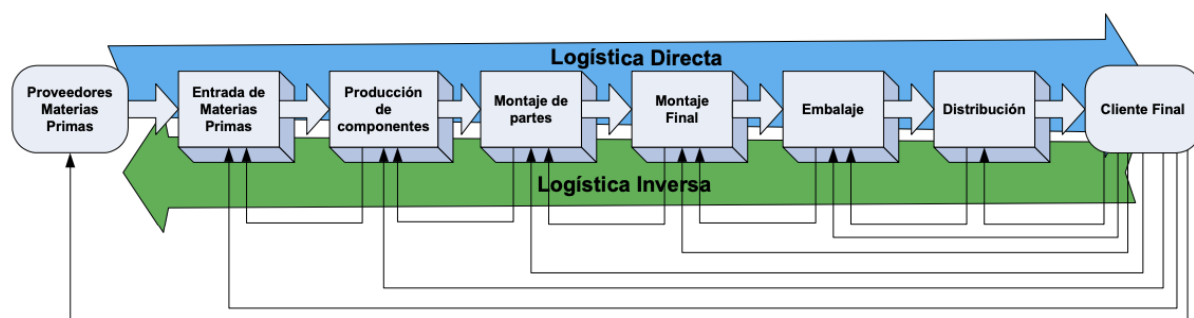 Logística Directa
Proveedores
Materias
Primas
Entrada de
Materias
Primas
Producción
de
componentes
Montaje de
partes
Montaje
Final
Embalaje
Distribución
Cliente Final
Logística Inversa